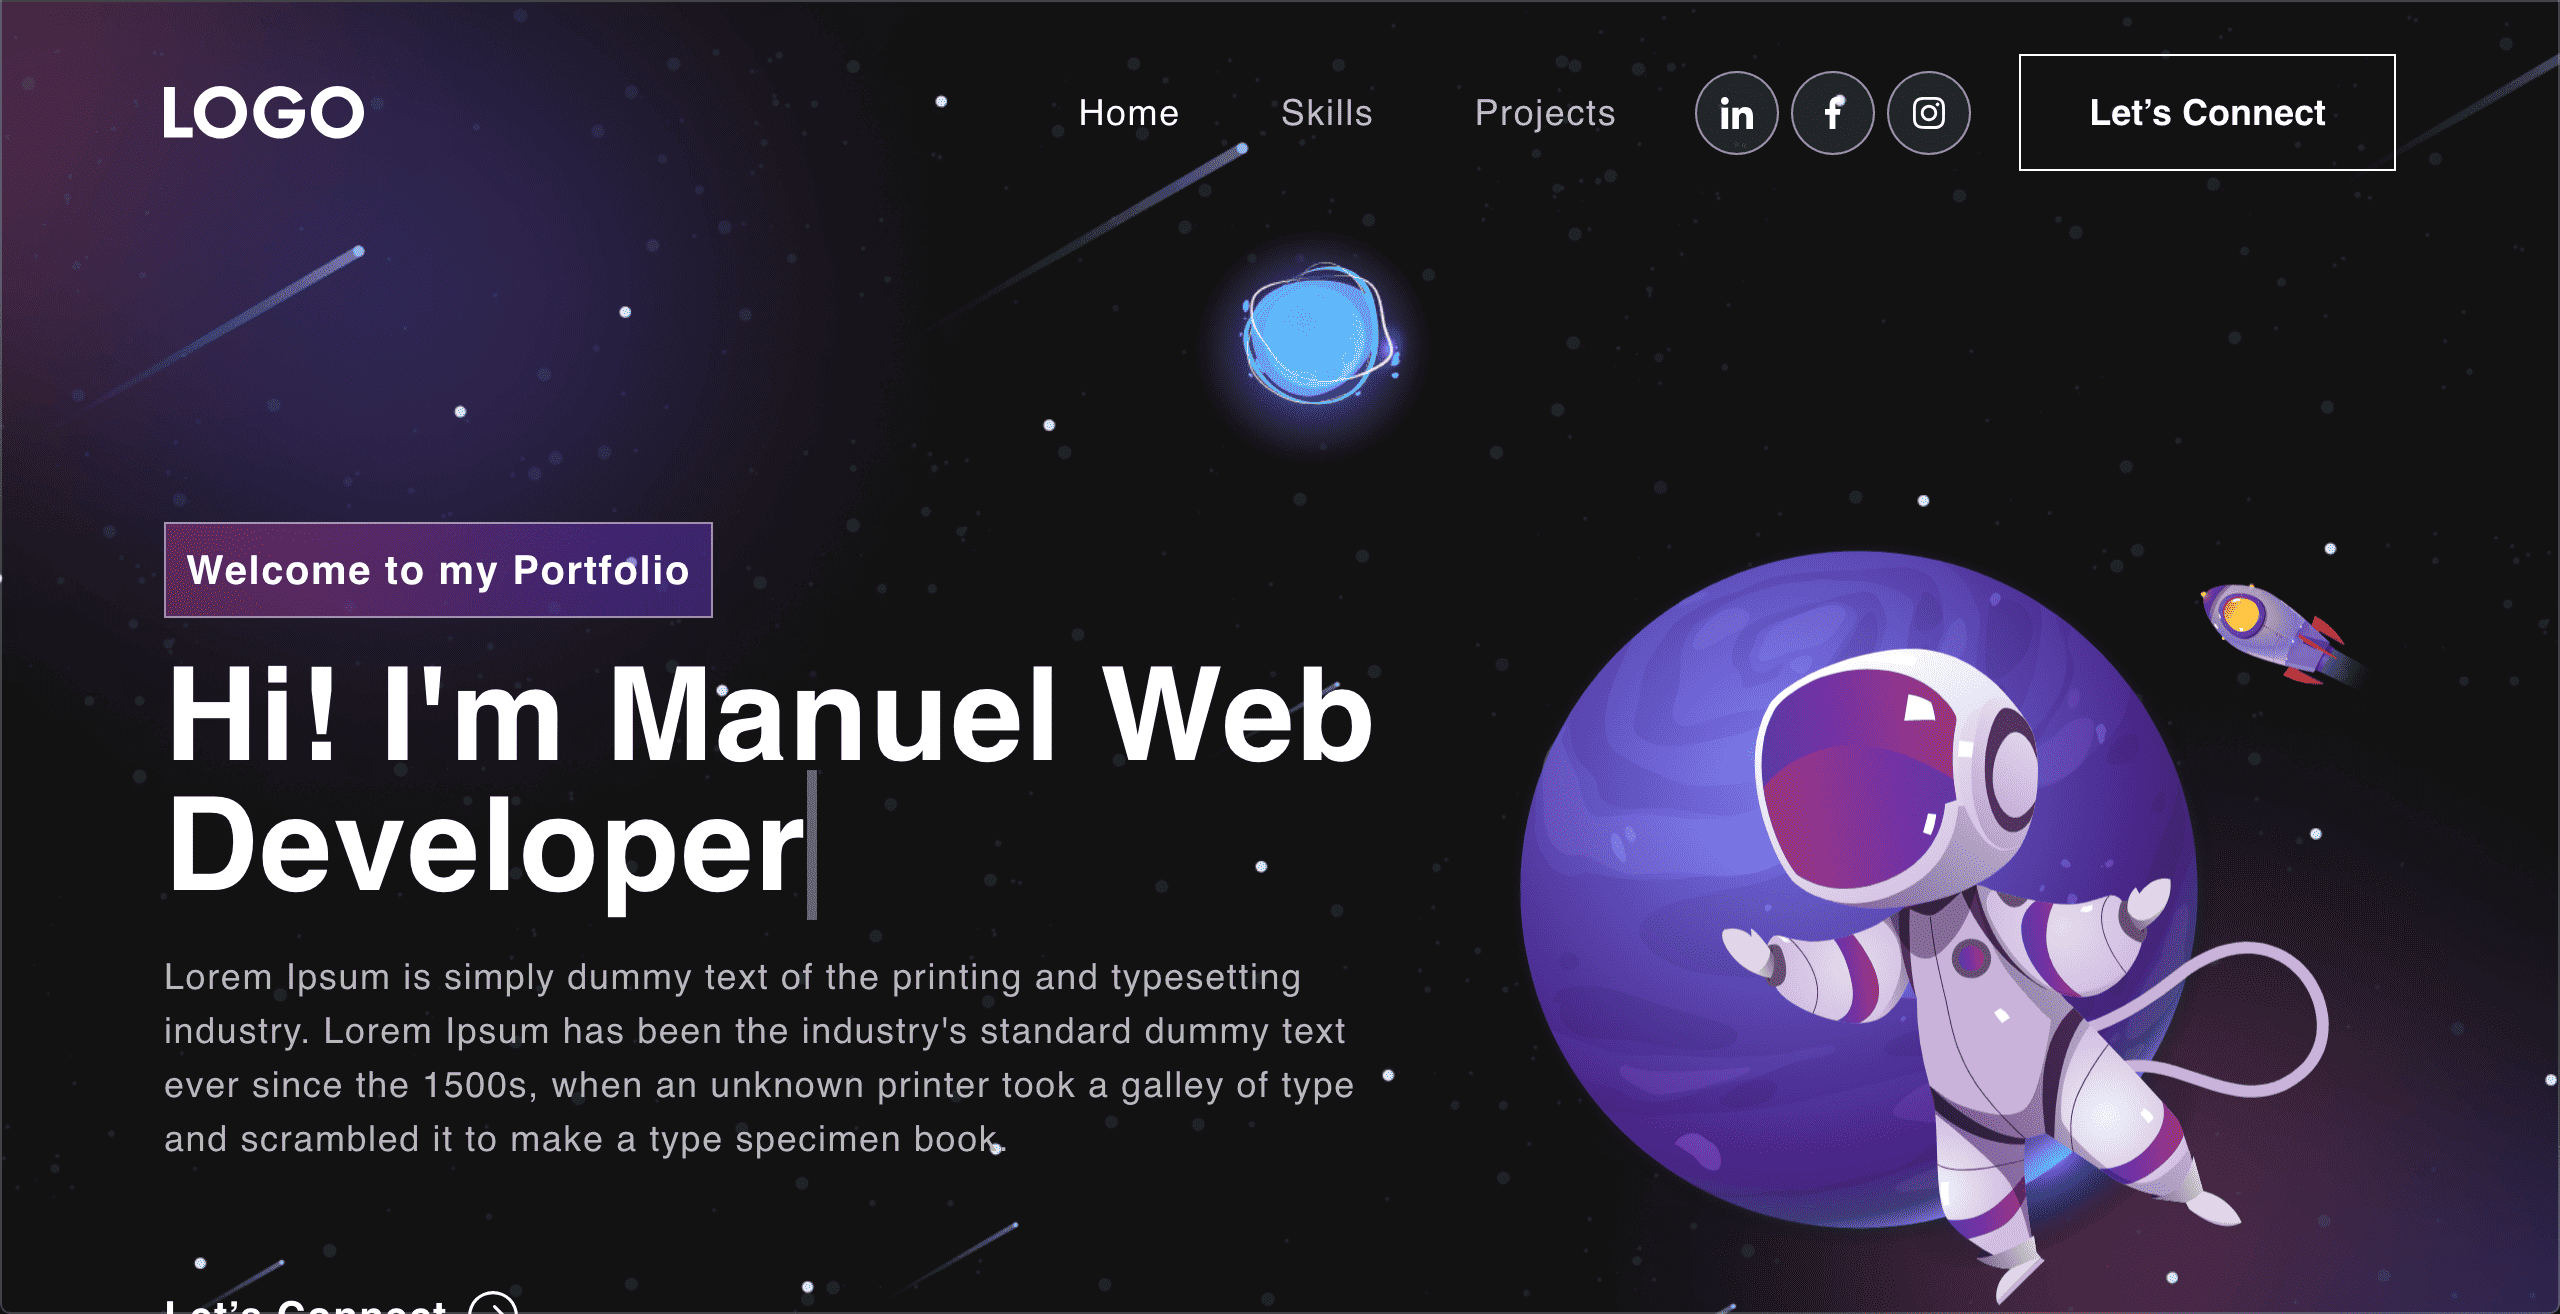 LOGO
Home Skills Projects in f Let’s Connect
Welcome to my Portfolio
Hi! I'm Manuel Web
Developer
Lorem Ipsum is simply dummy text of the printing and typesetting
industry. Lorem Ipsum has been the industry's standard dummy text
ever since the 1500s, when an unknown printer took a galley of type
and scrambled it to make a type specimen book.
Let’s Connect